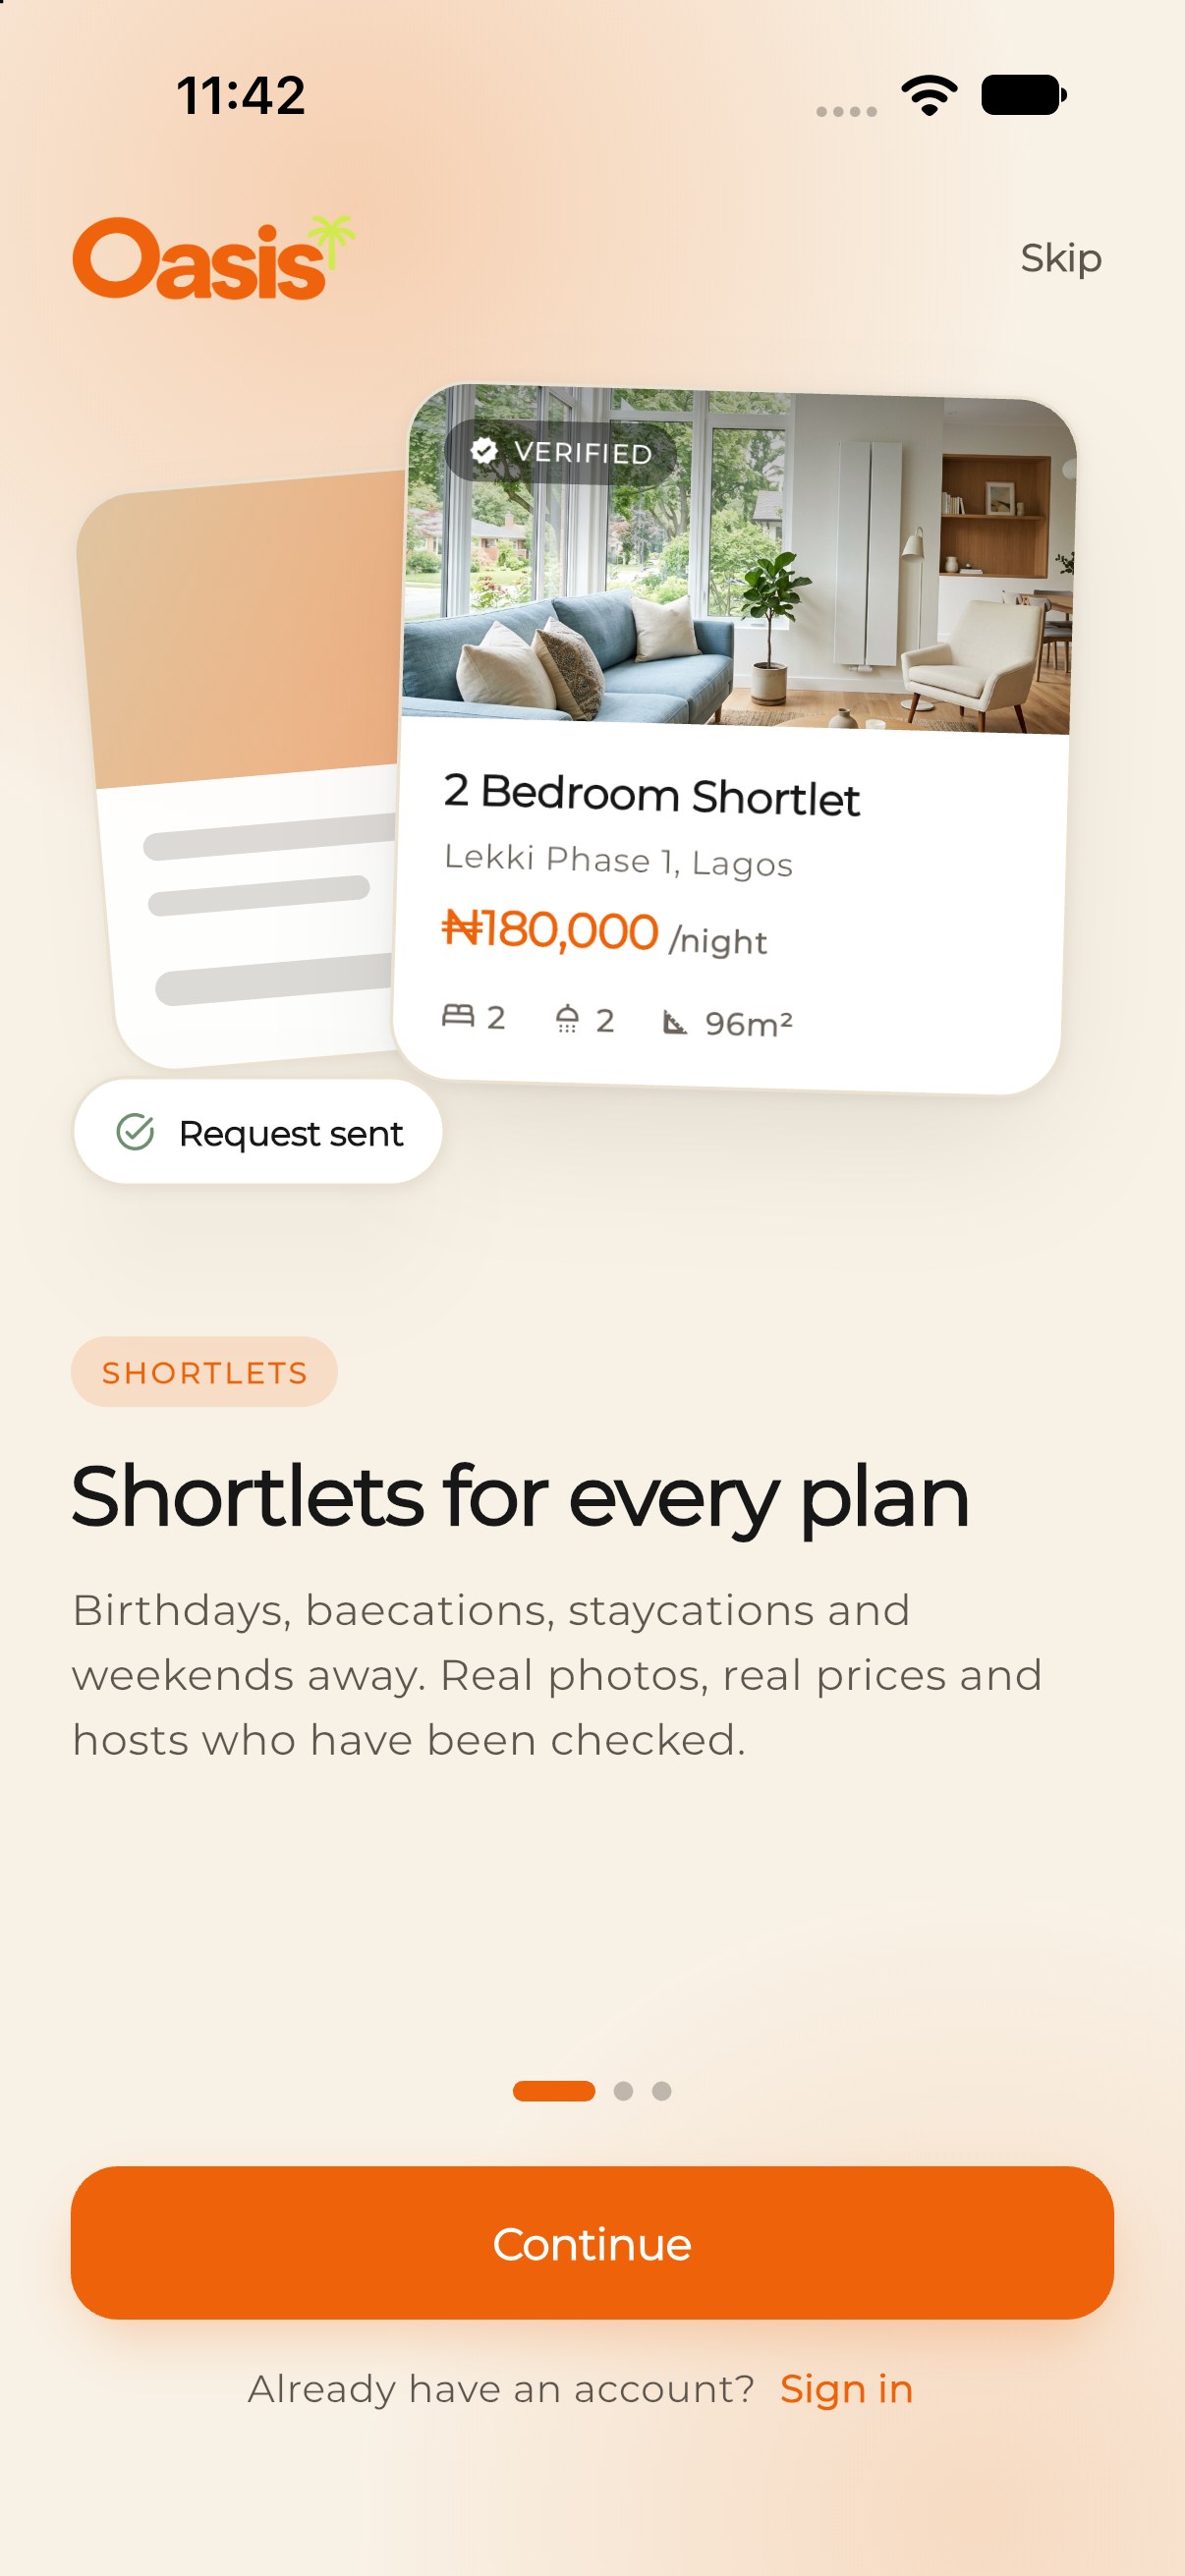 11:42
Oasis
Skip
VERIFIED
2 Bedroom Shortlet
Lekki Phase 1, Lagos
₦180,000 /night
2 2 96m²
Request sent
SHORTLETS
Shortlets for every plan
Birthdays, baecations, staycations and
weekends away. Real photos, real prices and
hosts who have been checked.
Continue
Already have an account? Sign in